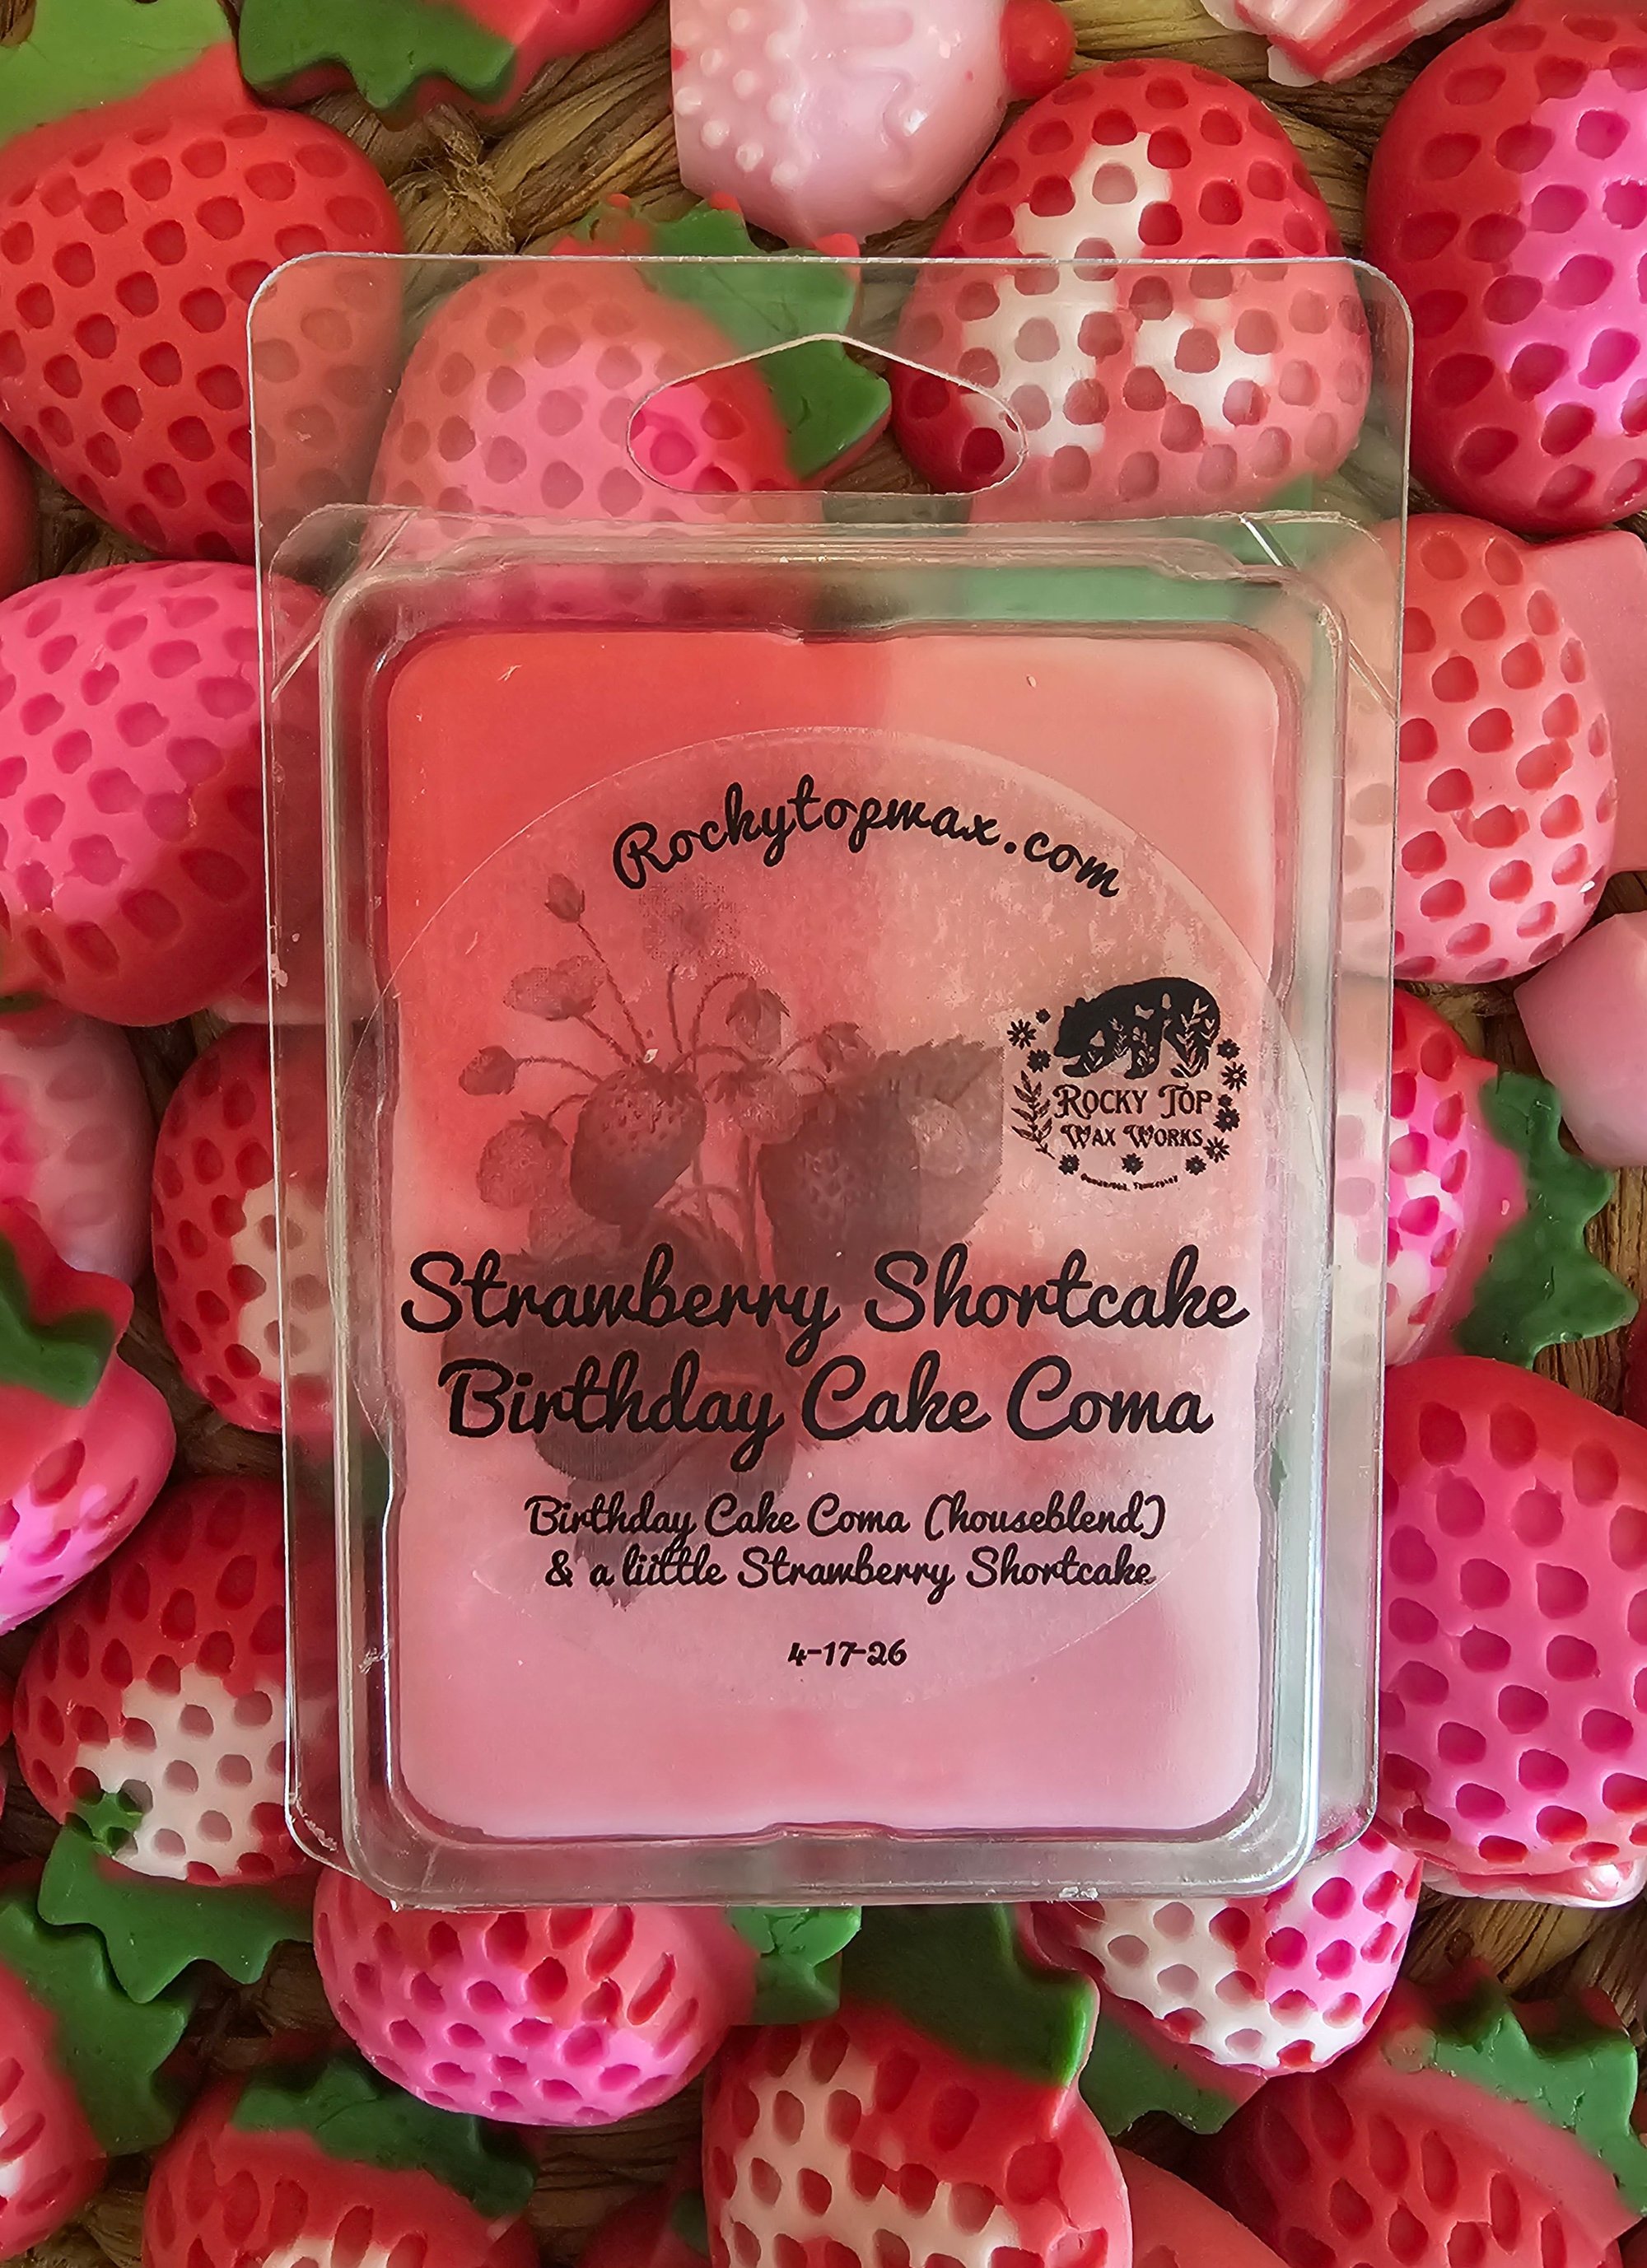 Rockytopwax.com
ROCKY TOP
WAX WORKS
Strawberry Shortcake
Birthday Cake Coma
Birthday Cake Coma (houseblend)
& a liittle Strawberry Shortcake
4-17-26